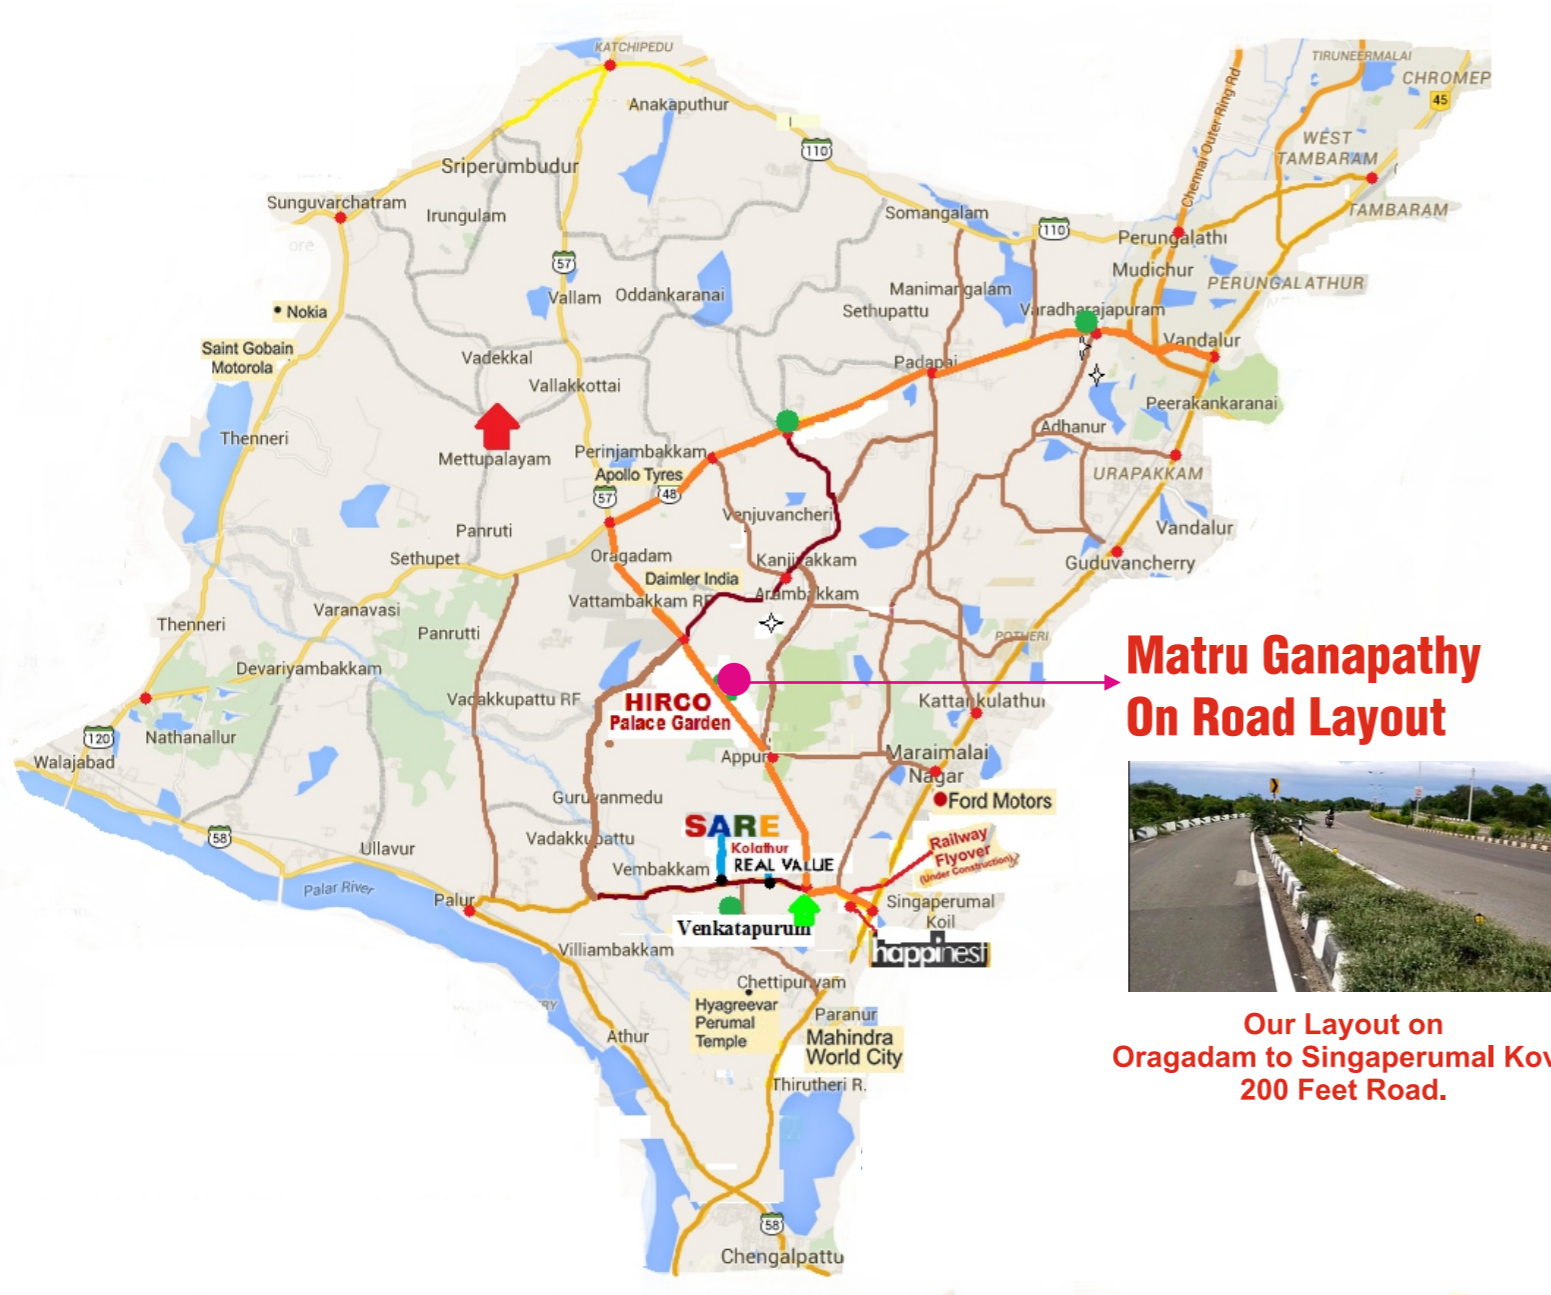 KATCHIPEDU
TIRUNEERMALAI
CHROMEP
45
Anakaputhur
110
WEST
TAMBARAM
Chennai Outer Ring Rd
Sriperumbudur
Sunguvarchatram
Irungulam
Somangalam
TAMBARAM
110
Perungalathi
ore
57
Mudichur
Vallam
Oddankaranai
Manimangalam
PERUNGALATHUR
Nokia
Sethupattu
Varadharajapuram
Saint Gobain
Motorola
Vadekkal
Padapai
Vandalur
Vallakkottai
Peerakankaranai
Thenneri
Adhanur
Mettupalayam
Perinjambakkam
Apollo Tyres
URAPAKKAM
57
48
Venjuvancheri
Panruti
Vandalur
Sethupet
Oragadam
Kanjivakkam
Guduvancherry
Daimler India
Arambakkam
Vattambakkam RF
Varanavasi
Thenneri
Panrutti
POTHERI
Matru Ganapathy
On Road Layout
Devariyambakkam
Vadakkupattu RF
HIRCO
Palace Garden
Kattankulathur
120
Nathanallur
Walajabad
Appur
Maraimalai
Nagar
Guruvanmedu
Ford Motors
SARE
58
Vadakkupattu
Kolathur
Railway
Flyover
(Under Construction)
Ullavur
Vembakkam
REAL VALUE
Palar River
Palur
Singaperumal
Koil
Venkatapurum
Villiambakkam
happinest
Chettipunyam
Hyagreevar
Perumal
Temple
Paranur
Athur
Mahindra
World City
Thirutheri R.
Our Layout on
Oragadam to Singaperumal Kov
200 Feet Road.
58
Chengalpattu